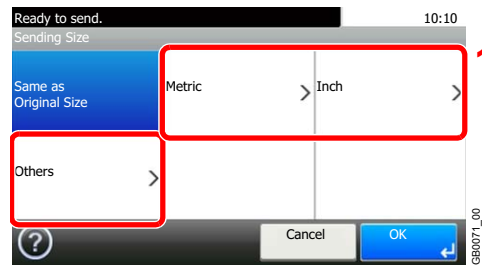 Ready to send.
10:10
Sending Size
Same as
Original Size
Metric
Inch
1
Others
?
Cancel
OK
GB0071_00